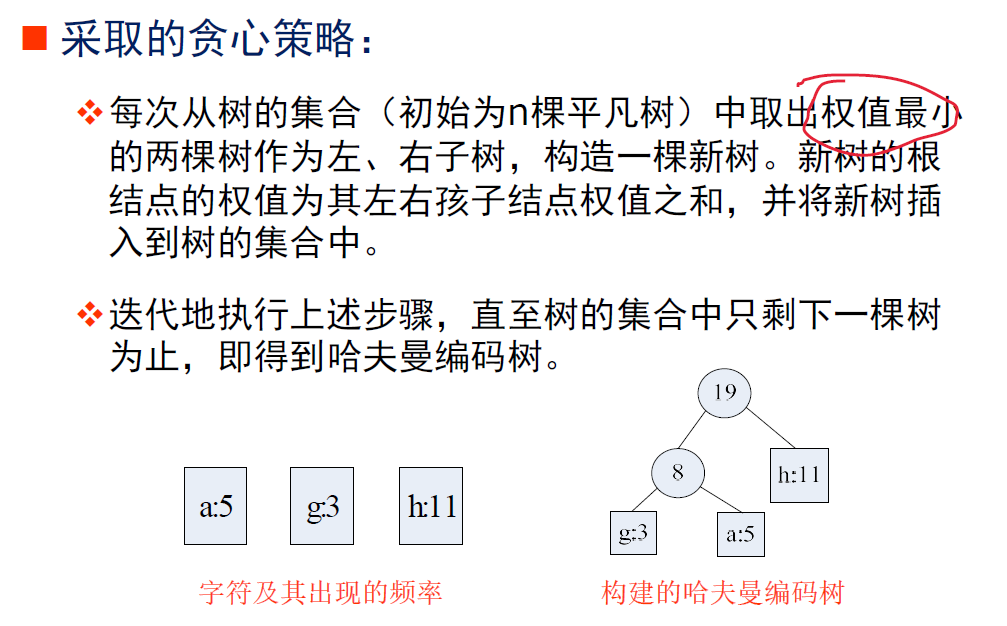 采取的贪心策略：
每次从树的集合（初始为n棵平凡树）中取出权值最小
的两棵树作为左、右子树，构造一棵新树。新树的根
结点的权值为其左右孩子结点权值之和，并将新树插
入到树的集合中。
迭代地执行上述步骤，直至树的集合中只剩下一棵树
为止，即得到哈夫曼编码树。
a:5 g:3 h:11
字符及其出现的频率
19
8 h:11
g:3 a:5
构建的哈夫曼编码树